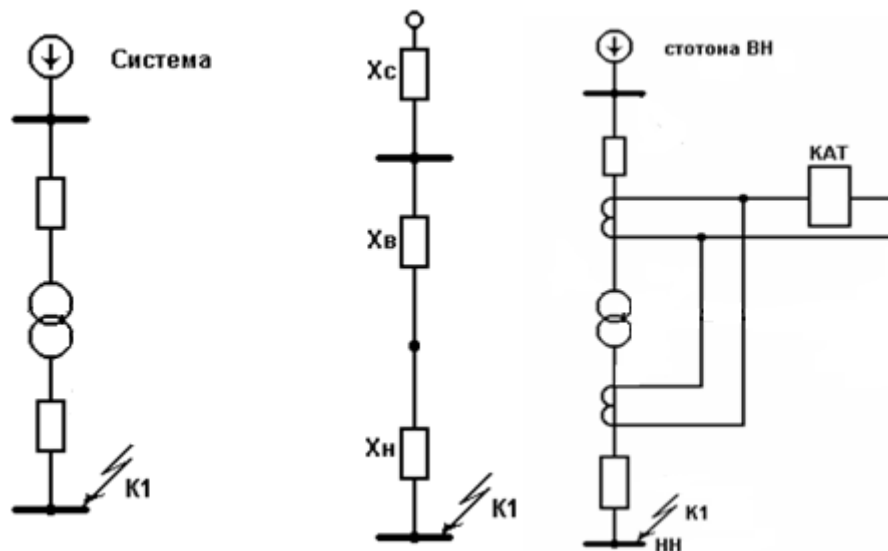 Система
К1
Хс
Хв
Хн
К1
стотона ВН
КАТ
К1
НН